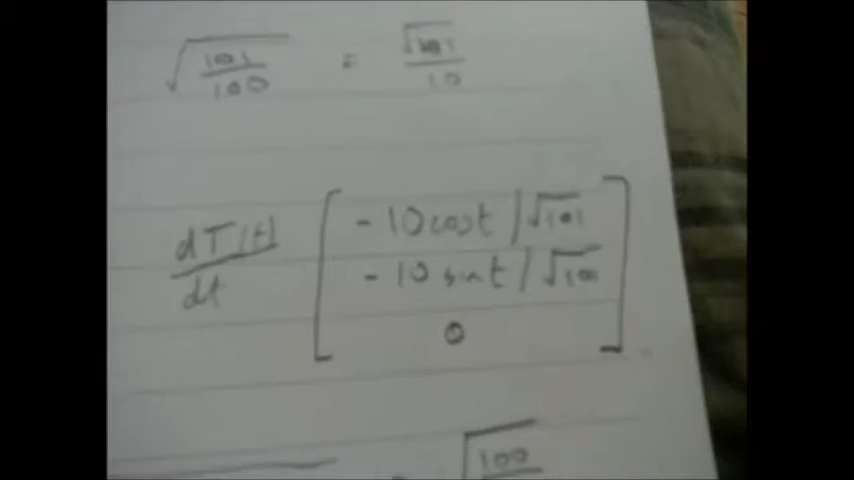 √101/100 = √101/10
dT(t)/dt [ -10cost/√101
-10sint/√101
0 ]
= √100